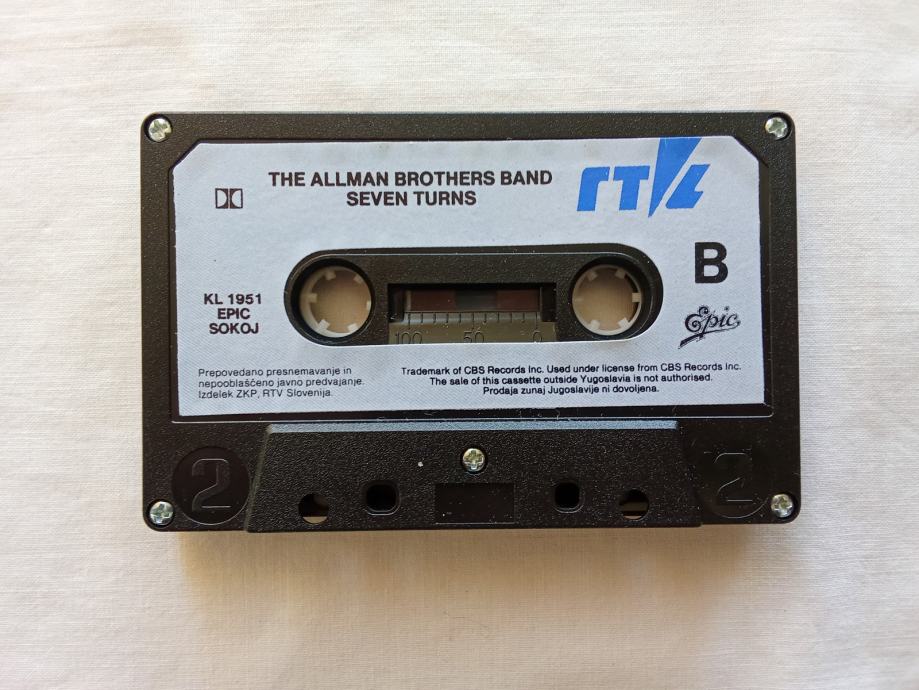 THE ALLMAN BROTHERS BAND
SEVEN TURNS
RTVL
B
KL 1951
EPIC
SOKOJ
100 50 0
Epic
Prepovedano presnemavanje in
nepooblaščeno javno predvajanje.
Izdelek ZKP, RTV Slovenija.
Trademark of CBS Records Inc. Used under license from CBS Records Inc.
The sale of this cassette outside Yugoslavia is not authorised.
Prodaja zunaj Jugoslavije ni dovoljena.
2 2